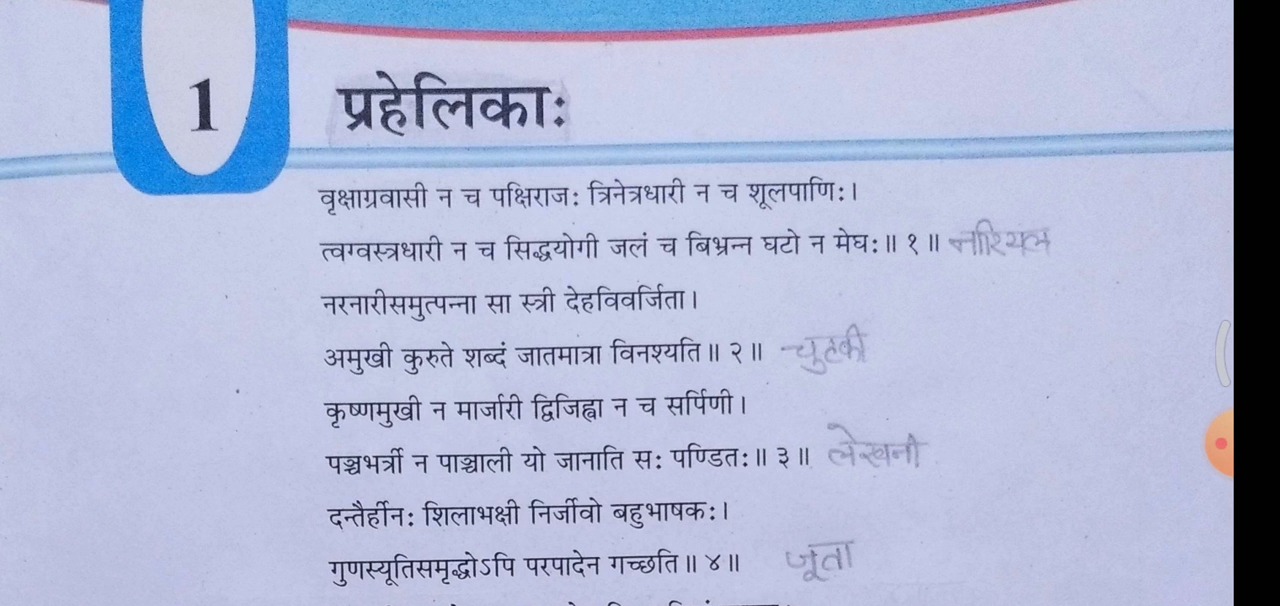 1
प्रहेलिकाः
वृक्षाग्रवासी न च पक्षिराजः त्रिनेत्रधारी न च शूलपाणिः।
त्वग्वस्त्रधारी न च सिद्धयोगी जलं च बिभ्रन्न घटो न मेघः॥ १॥ नारियल
नरनारीसमुत्पन्ना सा स्त्री देहविवर्जिता।
अमुखी कुरुते शब्दं जातमात्रा विनश्यति॥ २॥ चुटकी
कृष्णमुखी न मार्जारी द्विजिह्वा न च सर्पिणी।
पञ्चभर्त्री न पाञ्चाली यो जानाति सः पण्डितः॥ ३॥ लेखनी
दन्तैर्हीनः शिलाभक्षी निर्जीवो बहुभाषकः।
गुणस्यूतिसमृद्धोऽपि परपादेन गच्छति॥ ४॥ जूता